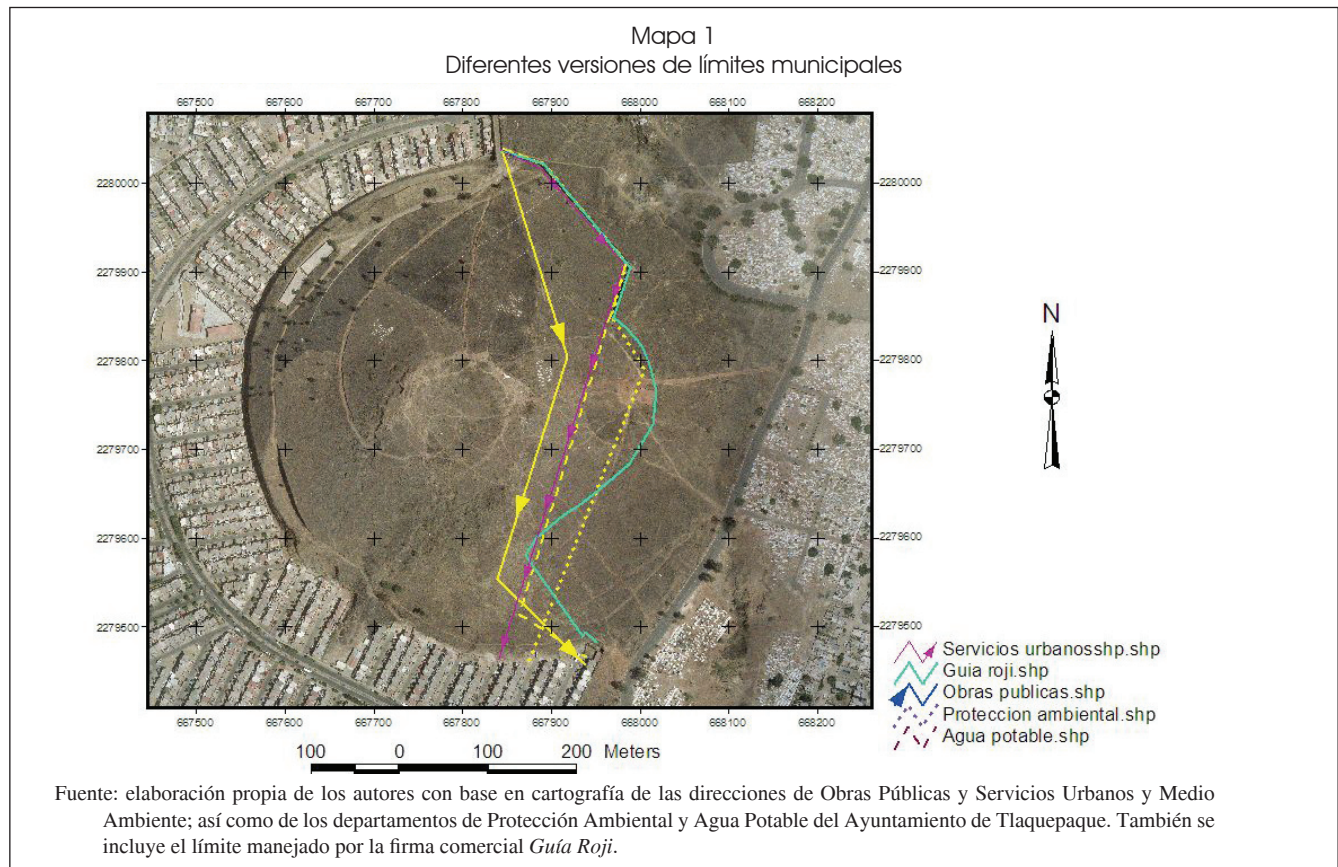 Mapa 1
Diferentes versiones de límites municipales
667500 667600 667700 667800 667900 668000 668100 668200
2280000 2280000
2279900 2279900
2279800 2279800
2279700 2279700
2279600 2279600
2279500 2279500
667500 667600 667700 667800 667900 668000 668100 668200
N
Servicios urbanosshp.shp
Guia roji.shp
Obras publicas.shp
Proteccion ambiental.shp
Agua potable.shp
100 0 100 200 Meters
Fuente: elaboración propia de los autores con base en cartografía de las direcciones de Obras Públicas y Servicios Urbanos y Medio
Ambiente; así como de los departamentos de Protección Ambiental y Agua Potable del Ayuntamiento de Tlaquepaque. También se
incluye el límite manejado por la firma comercial Guía Roji.